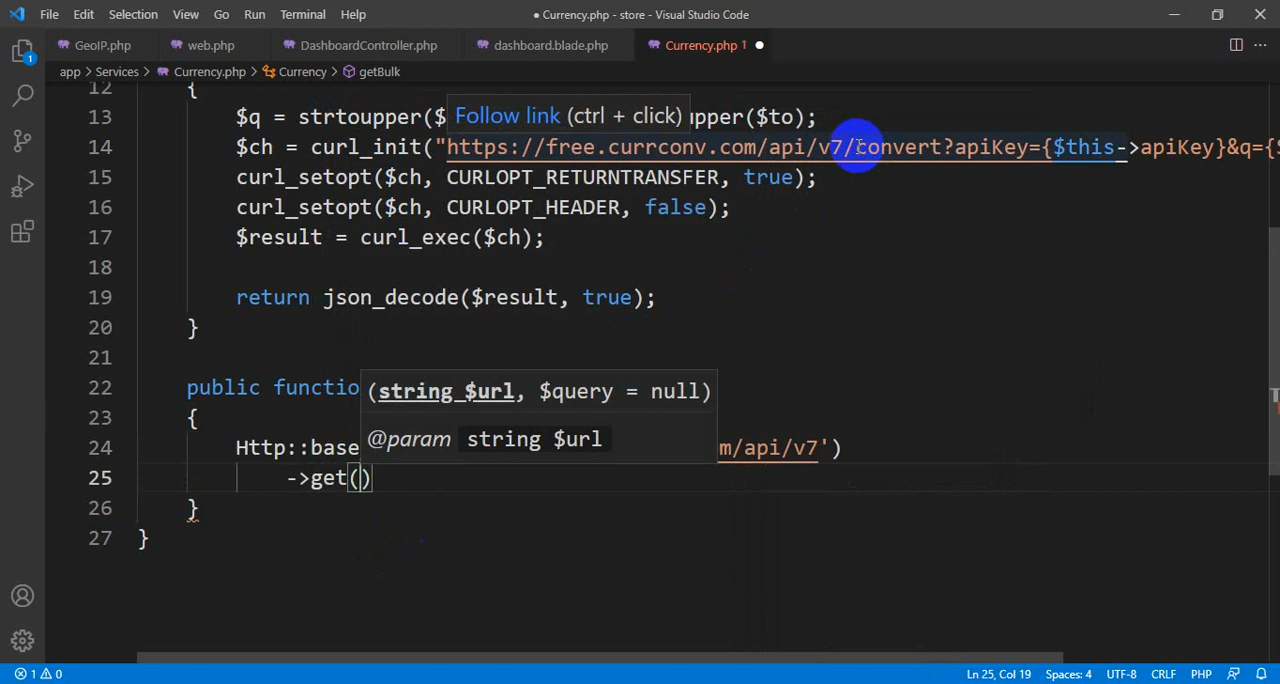 File Edit Selection View Go Run Terminal Help ● Currency.php - store - Visual Studio Code
GeoIP.php web.php DashboardController.php dashboard.blade.php Currency.php 1 ●
app > Services > Currency.php > Currency > getBulk
12 {
13 $q = strtoupper($ upper($to);
Follow link (ctrl + click)
14 $ch = curl_init("https://free.currconv.com/api/v7/convert?apiKey={$this->apiKey}&q={$
15 curl_setopt($ch, CURLOPT_RETURNTRANSFER, true);
16 curl_setopt($ch, CURLOPT_HEADER, false);
17 $result = curl_exec($ch);
18
19 return json_decode($result, true);
20 }
21
22 public functio
(string $url, $query = null)
23 {
@param string $url
24 Http::base m/api/v7')
25 ->get()
26 }
27 }
1
1 0 Ln 25, Col 19 Spaces: 4 UTF-8 CRLF PHP